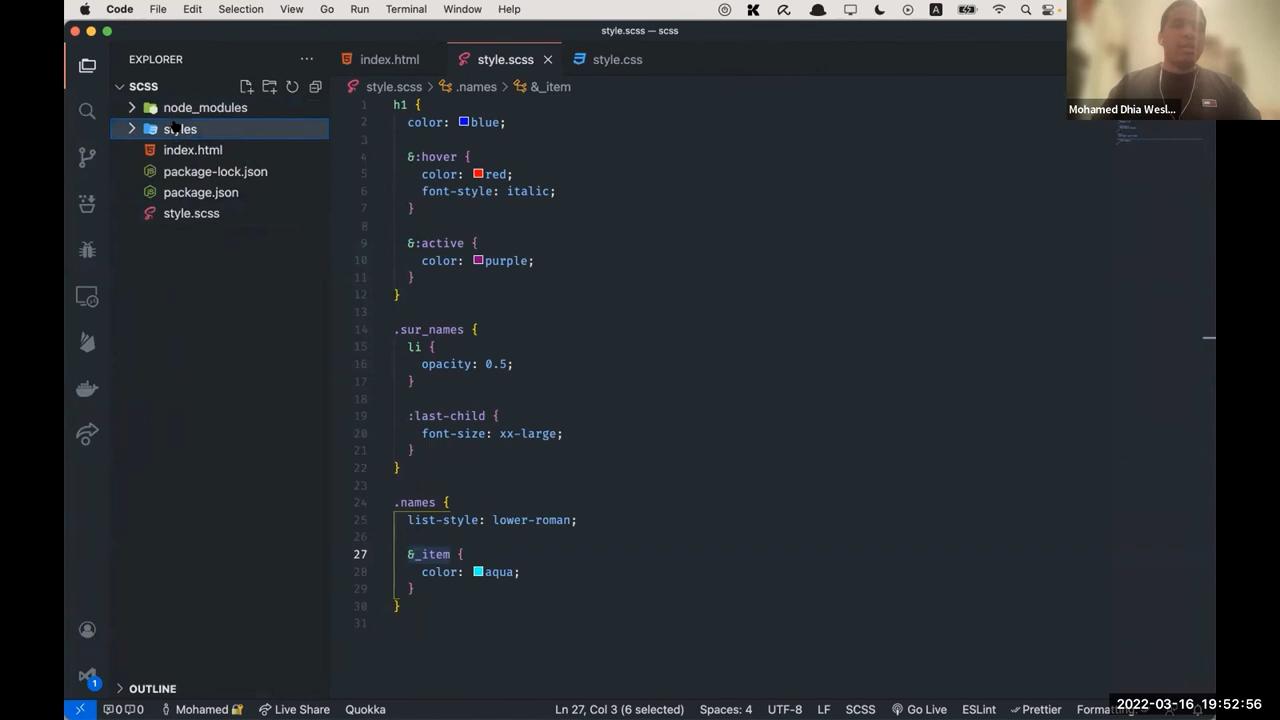 Code File Edit Selection View Go Run Terminal Window Help
style.scss — scss
EXPLORER
SCSS
node_modules
styles
index.html
package-lock.json
package.json
style.scss
OUTLINE
index.html style.scss style.css
style.scss > .names > &_item
1 h1 {
2 color: blue;
3
4 &:hover {
5 color: red;
6 font-style: italic;
7 }
8
9 &:active {
10 color: purple;
11 }
12 }
13
14 .sur_names {
15 li {
16 opacity: 0.5;
17 }
18
19 :last-child {
20 font-size: xx-large;
21 }
22 }
23
24 .names {
25 list-style: lower-roman;
26
27 &_item {
28 color: aqua;
29 }
30 }
31
Mohamed Dhia Wesl...
1
0 0 Mohamed Live Share Quokka Ln 27, Col 3 (6 selected) Spaces: 4 UTF-8 LF SCSS Go Live ESLint Prettier Formatting:
2022-03-16 19:52:56